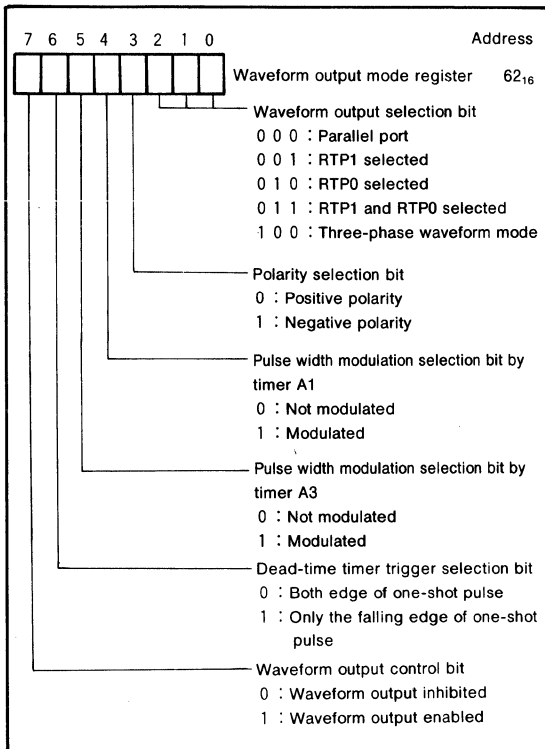 7 6 5 4 3 2 1 0 Address
Waveform output mode register 62₁₆
Waveform output selection bit
0 0 0 : Parallel port
0 0 1 : RTP1 selected
0 1 0 : RTP0 selected
0 1 1 : RTP1 and RTP0 selected
1 0 0 : Three-phase waveform mode
Polarity selection bit
0 : Positive polarity
1 : Negative polarity
Pulse width modulation selection bit by
timer A1
0 : Not modulated
1 : Modulated
Pulse width modulation selection bit by
timer A3
0 : Not modulated
1 : Modulated
Dead-time timer trigger selection bit
0 : Both edge of one-shot pulse
1 : Only the falling edge of one-shot
pulse
Waveform output control bit
0 : Waveform output inhibited
1 : Waveform output enabled